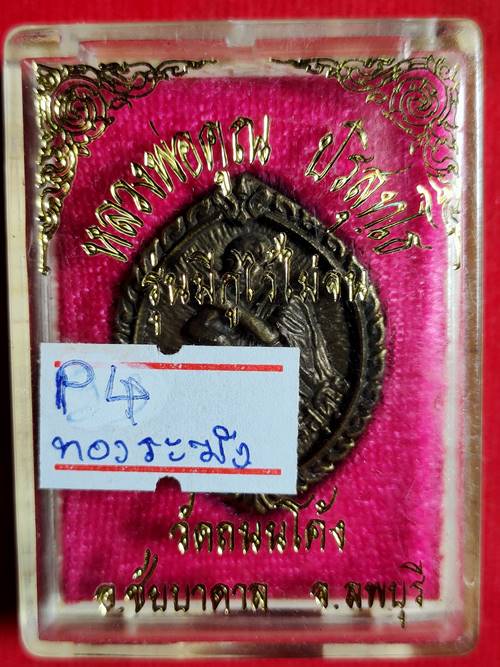 หลวงพ่อคูณ ปริสุทฺโธ
รุ่นมีกูไว้ไม่จน
P4
ทองระฆัง
วัดถนนโค้ง
อ.ชัยบาดาล จ.ลพบุรี